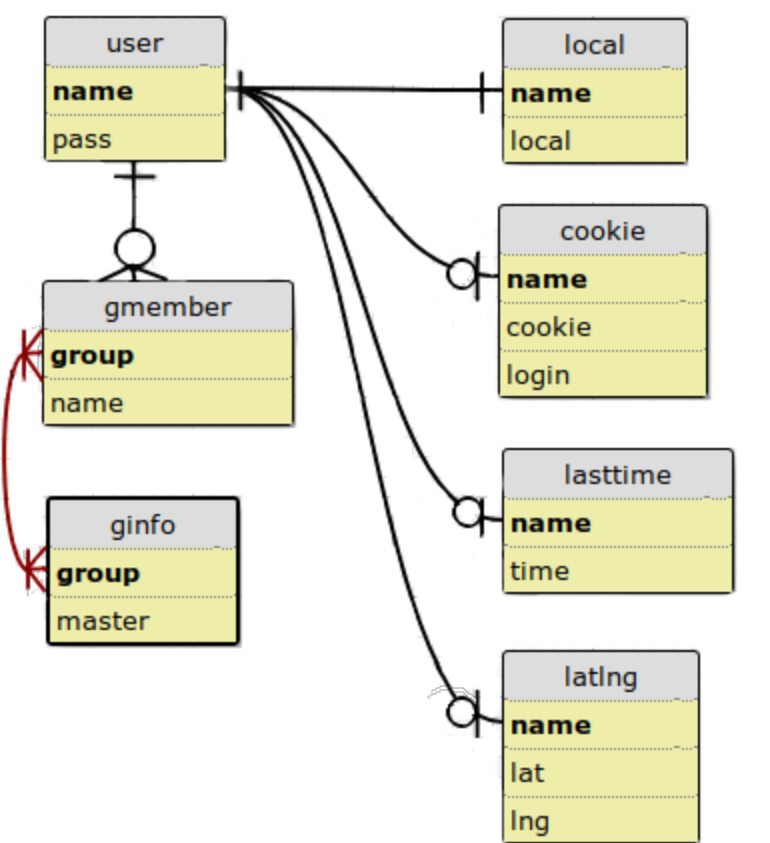 user
name
pass
local
name
local
gmember
group
name
cookie
name
cookie
login
ginfo
group
master
lasttime
name
time
latlng
name
lat
lng